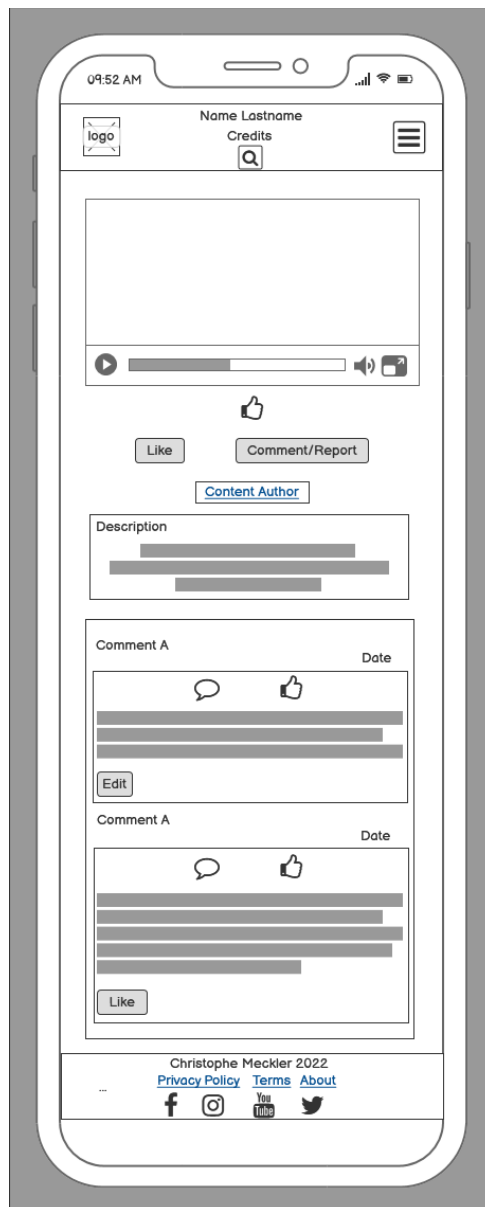 09:52 AM
Name Lastname
logo
Credits
Like
Comment/Report
Content Author
Description
Comment A
Date
Edit
Comment A
Date
Like
Christophe Meckler 2022
Privacy Policy Terms About
...
You
Tube